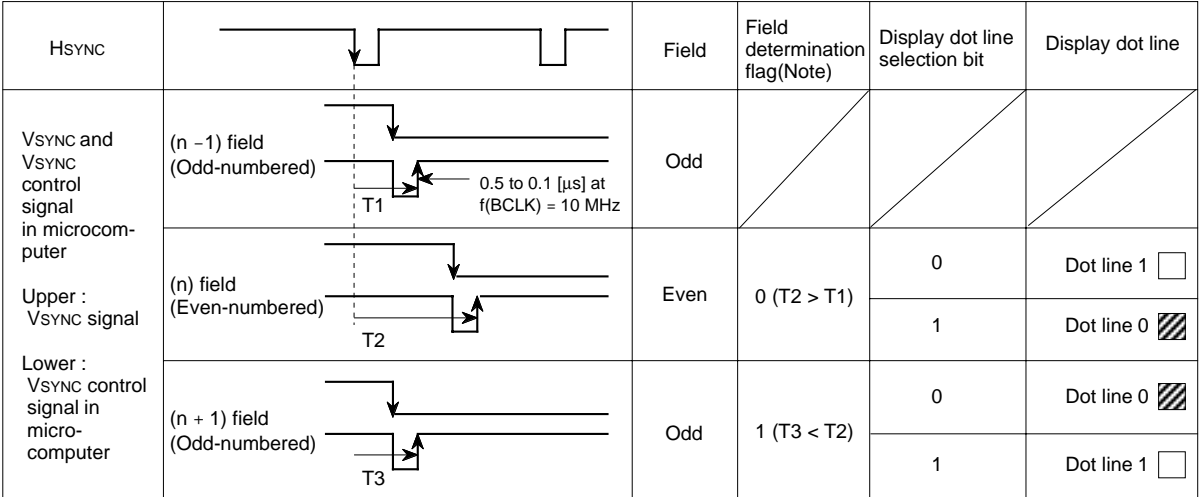 HSYNC
Field
Field
determination
flag(Note)
Display dot line
selection bit
Display dot line
VSYNC and
VSYNC
control
signal
in microcom-
puter
Upper :
VSYNC signal
Lower :
VSYNC control
signal in
micro-
computer
(n −1) field
(Odd-numbered)
T1
0.5 to 0.1 [µs] at
f(BCLK) = 10 MHz
Odd
(n) field
(Even-numbered)
T2
Even
0 (T2 > T1)
0
Dot line 1
1
Dot line 0
(n + 1) field
(Odd-numbered)
T3
Odd
1 (T3 < T2)
0
Dot line 0
1
Dot line 1